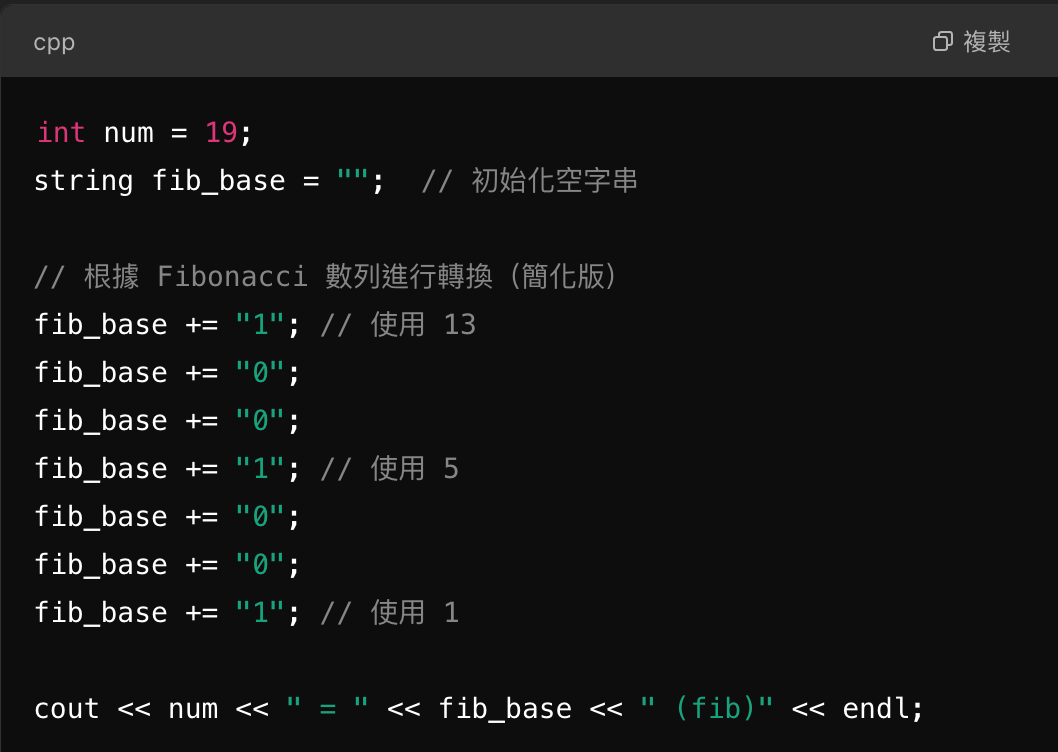 cpp
複製
int num = 19;
string fib_base = "";  // 初始化空字串
// 根據 Fibonacci 數列進行轉換（簡化版）
fib_base += "1"; // 使用 13
fib_base += "0";
fib_base += "0";
fib_base += "1"; // 使用 5
fib_base += "0";
fib_base += "0";
fib_base += "1"; // 使用 1
cout << num << " = " << fib_base << " (fib)" << endl;